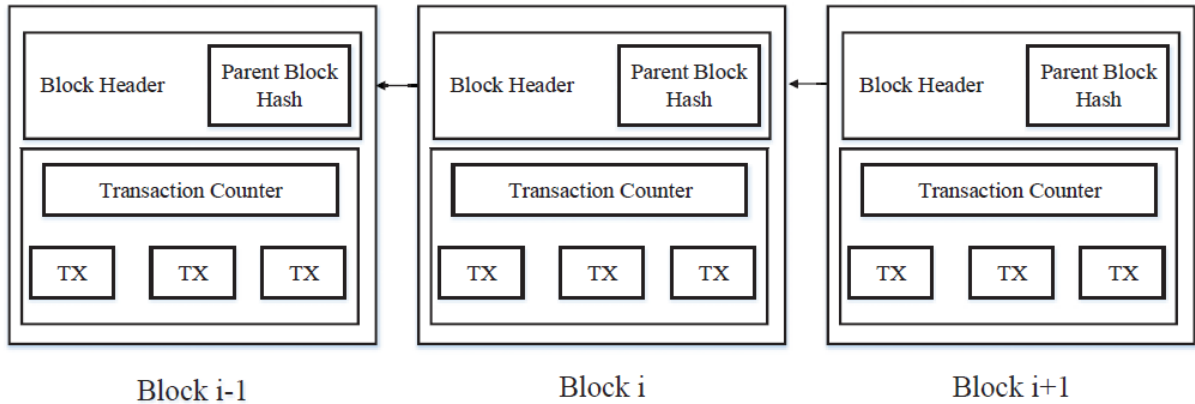 Block Header
Parent Block
Hash
Transaction Counter
TX TX TX
Block i-1
Block Header
Parent Block
Hash
Transaction Counter
TX TX TX
Block i
Block Header
Parent Block
Hash
Transaction Counter
TX TX TX
Block i+1